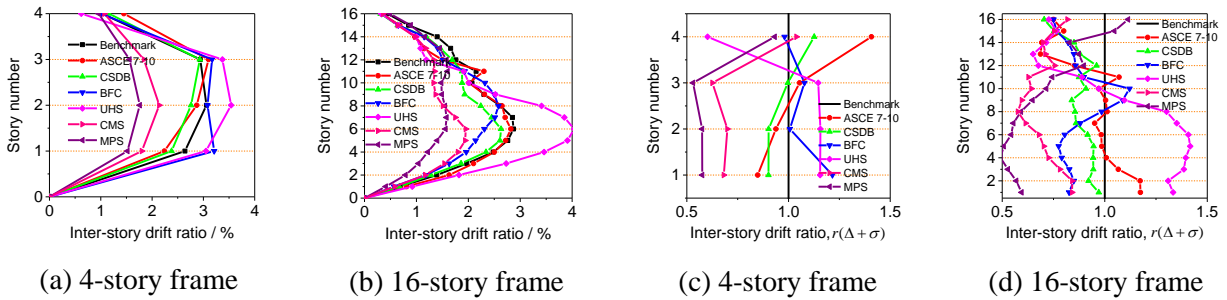 Story number
4
3
2
1
0
0
1
2
3
4
Inter-story drift ratio / %
Benchmark
ASCE 7-10
CSDB
BFC
UHS
CMS
MPS
(a) 4-story frame
Story number
16
14
12
10
8
6
4
2
0
0
1
2
3
4
Inter-story drift ratio / %
Benchmark
ASCE 7-10
CSDB
BFC
UHS
CMS
MPS
(b) 16-story frame
Story number
4
3
2
1
0.5
1.0
1.5
Inter-story drift ratio, r(Δ+σ)
Benchmark
ASCE 7-10
CSDB
BFC
UHS
CMS
MPS
(c) 4-story frame
Story number
16
14
12
10
8
6
4
2
0.5
1.0
1.5
Inter-story drift ratio, r(Δ+σ)
Benchmark
ASCE 7-10
CSDB
BFC
UHS
CMS
MPS
(d) 16-story frame